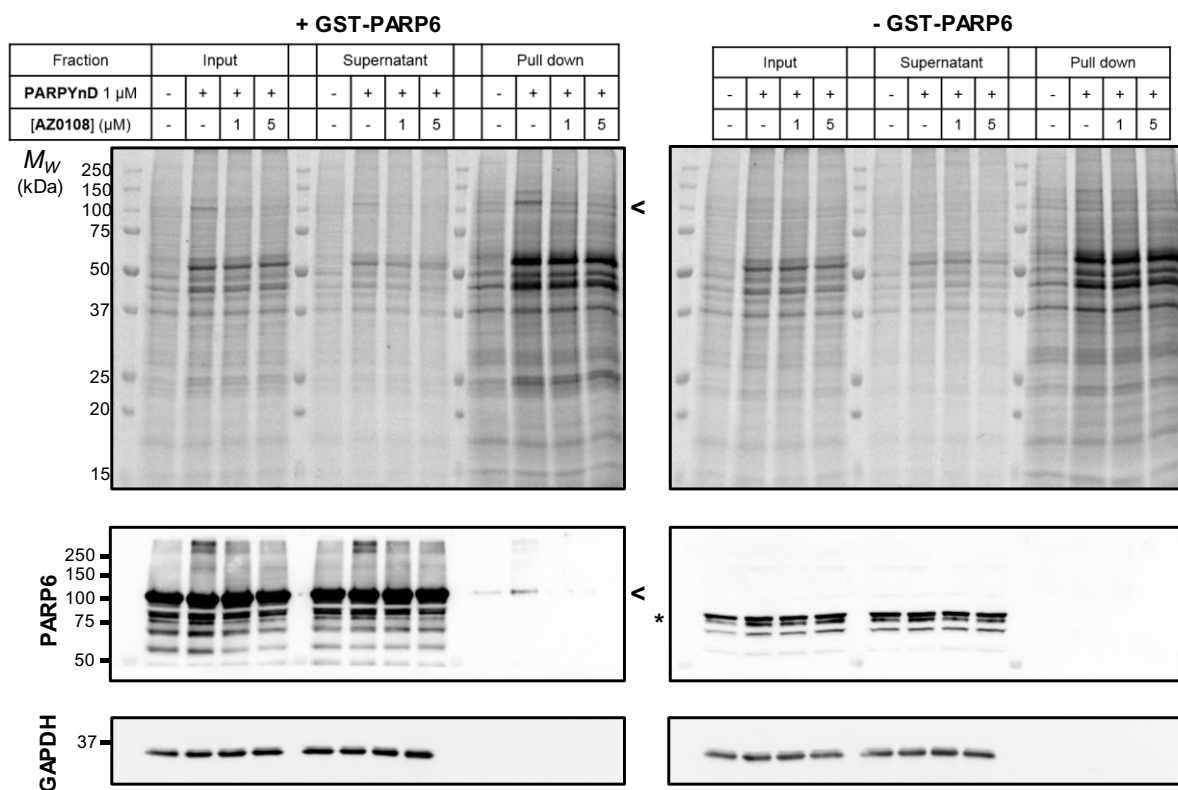 + GST-PARP6
- GST-PARP6
Fraction Input Supernatant Pull down
PARPYnD 1 µM - + + + - + + + - + + +
[AZ0108] (µM) - - 1 5 - - 1 5 - - 1 5
Input Supernatant Pull down
- + + + - + + + - + + +
- - 1 5 - - 1 5 - - 1 5
MW
(kDa)
250
150
100
75
50
37
25
20
15
<
PARP6
250
150
100
75
50
<
*
GAPDH
37